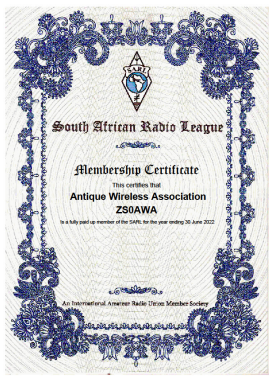 S.A.R.L.
South African Radio League
Membership Certificate
This certifies that
Antique Wireless Association
ZS0AWA
is a fully paid up member of the SARL for the year ending 30 June 2022
An International Amateur Radio Union Member Society